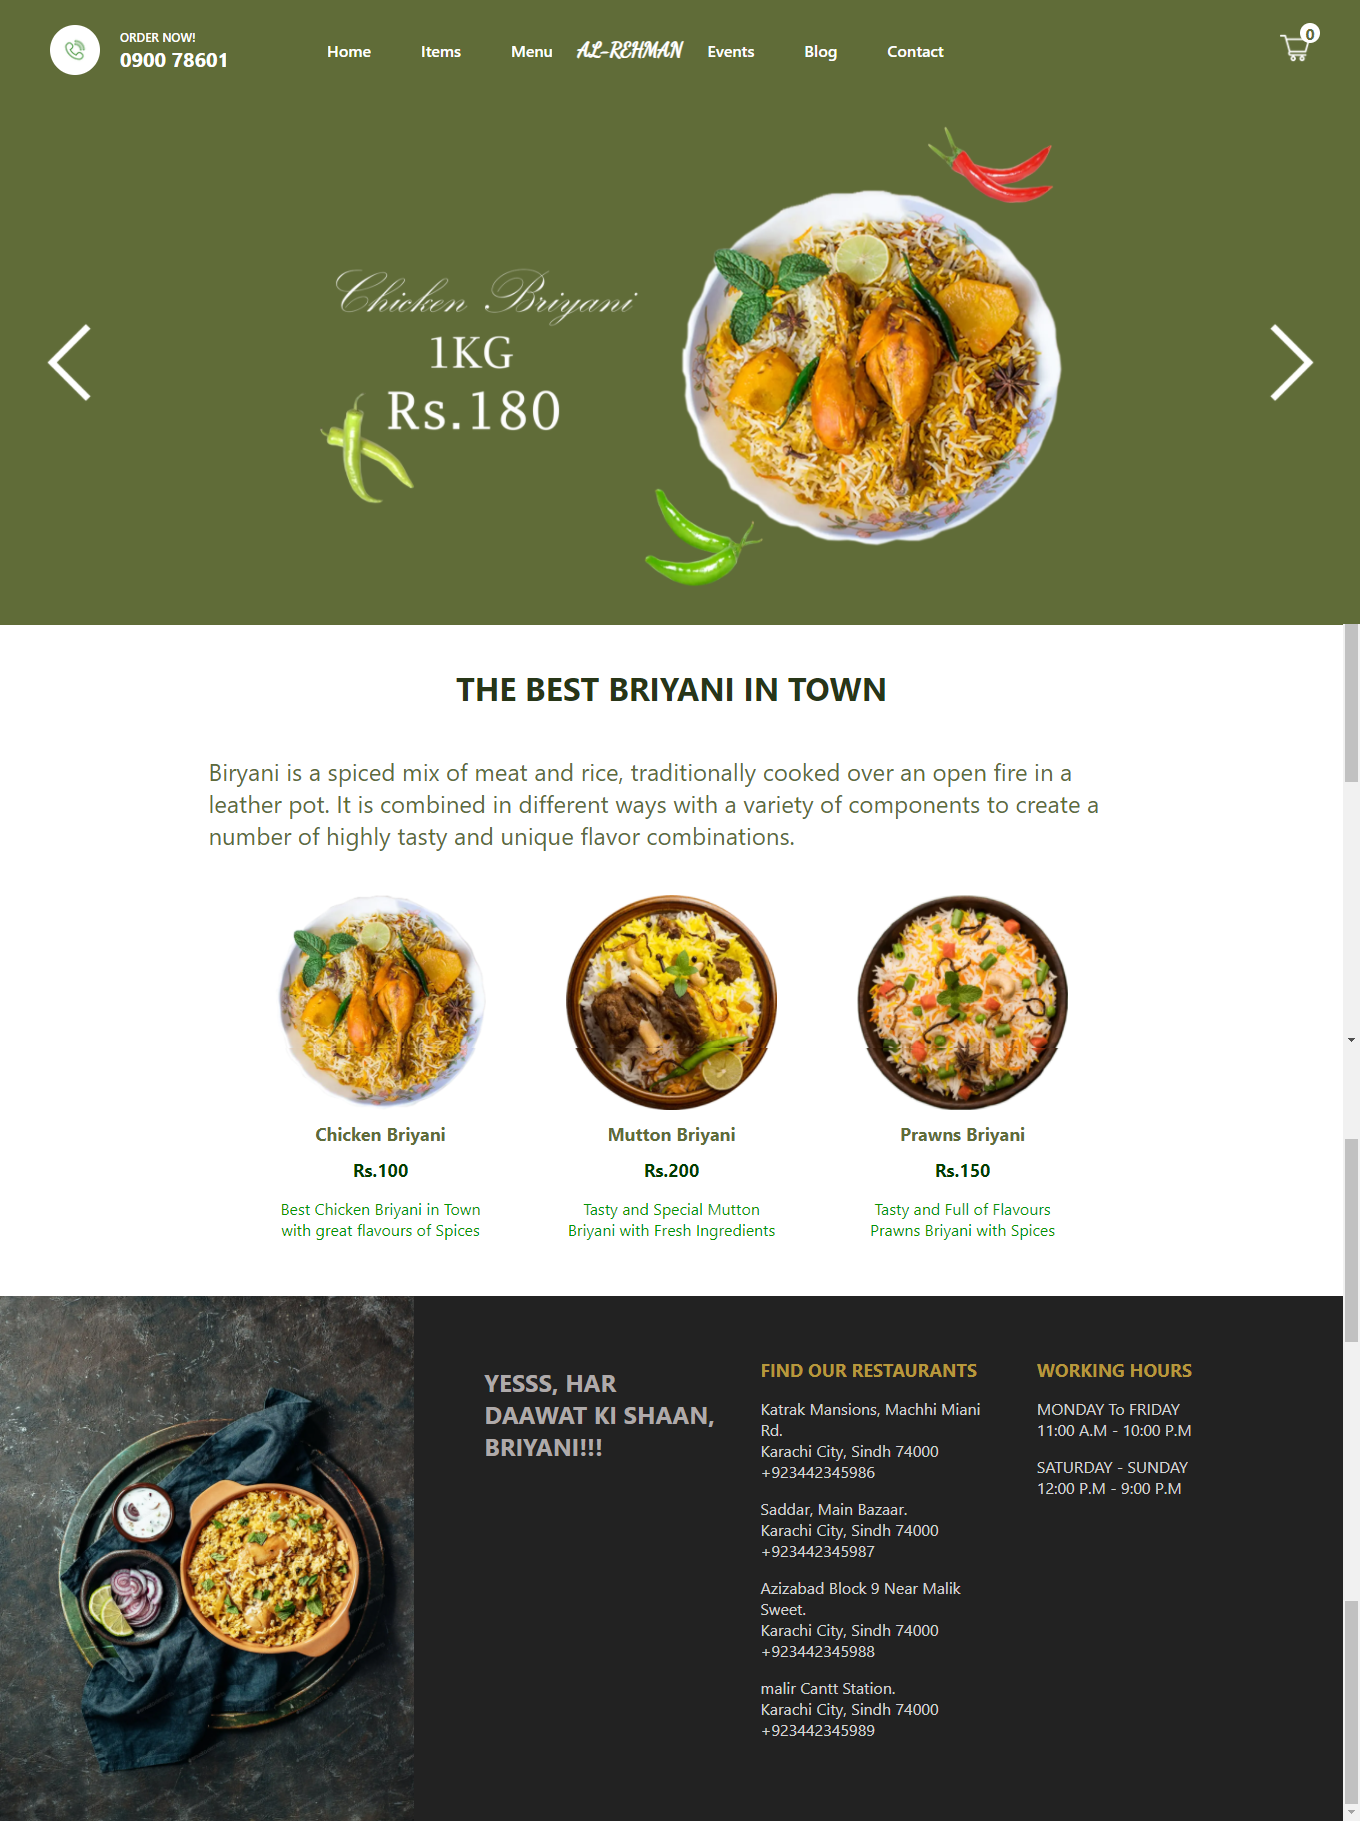 ORDER NOW!
0900 78601
Home Items Menu AL-REHMAN Events Blog Contact
0
Chicken Briyani
1KG
Rs.180
THE BEST BRIYANI IN TOWN
Biryani is a spiced mix of meat and rice, traditionally cooked over an open fire in a
leather pot. It is combined in different ways with a variety of components to create a
number of highly tasty and unique flavor combinations.
Chicken Briyani
Rs.100
Best Chicken Briyani in Town
with great flavours of Spices
Mutton Briyani
Rs.200
Tasty and Special Mutton
Briyani with Fresh Ingredients
Prawns Briyani
Rs.150
Tasty and Full of Flavours
Prawns Briyani with Spices
YESSS, HAR
DAAWAT KI SHAAN,
BRIYANI!!!
FIND OUR RESTAURANTS
Katrak Mansions, Machhi Miani
Rd.
Karachi City, Sindh 74000
+923442345986
Saddar, Main Bazaar.
Karachi City, Sindh 74000
+923442345987
Azizabad Block 9 Near Malik
Sweet.
Karachi City, Sindh 74000
+923442345988
malir Cantt Station.
Karachi City, Sindh 74000
+923442345989
WORKING HOURS
MONDAY To FRIDAY
11:00 A.M - 10:00 P.M
SATURDAY - SUNDAY
12:00 P.M - 9:00 P.M